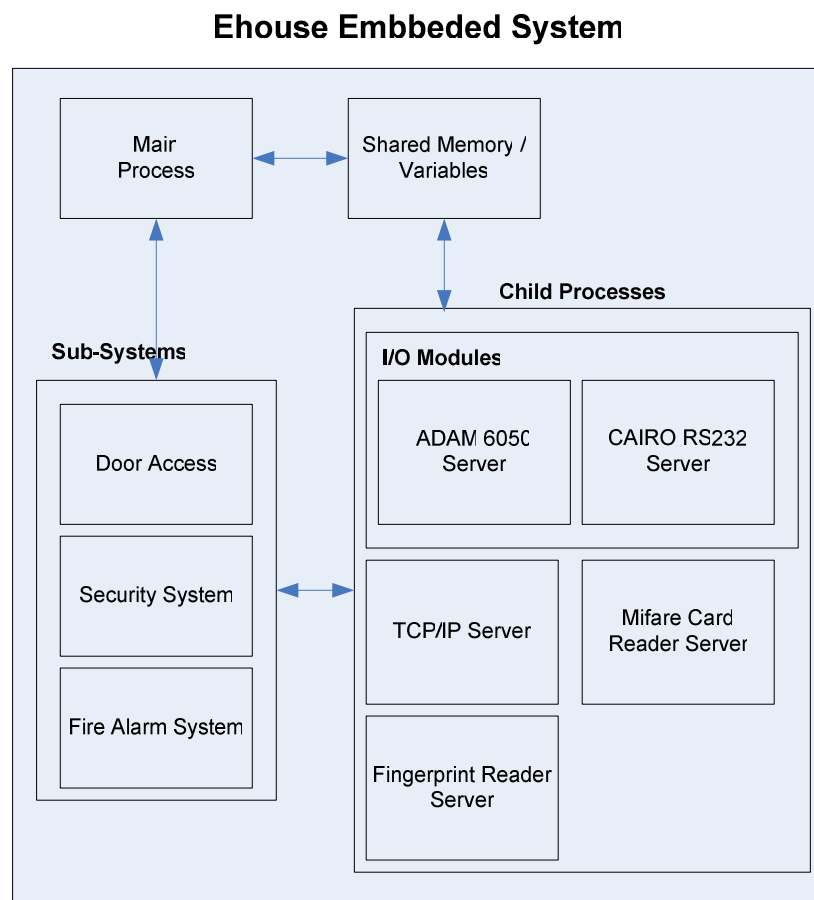 Ehouse Embbeded System
Mair
Process
Shared Memory /
Variables
Child Processes
Sub-Systems
I/O Modules
ADAM 6050
Server
CAIRO RS232
Server
Door Access
Security System
Fire Alarm System
TCP/IP Server
Mifare Card
Reader Server
Fingerprint Reader
Server